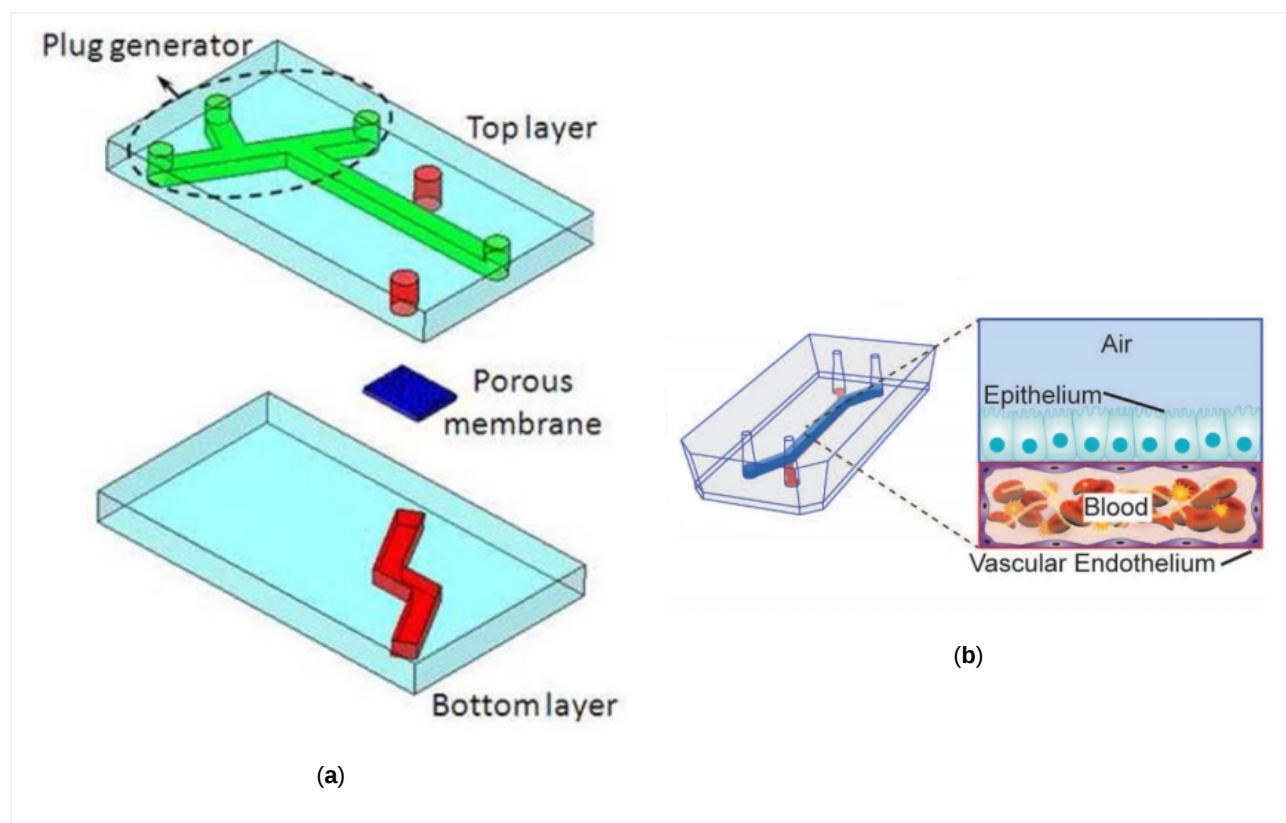 Plug generator
Top layer
Porous
membrane
Bottom layer
(a)
Air
Epithelium
Blood
Vascular Endothelium
(b)